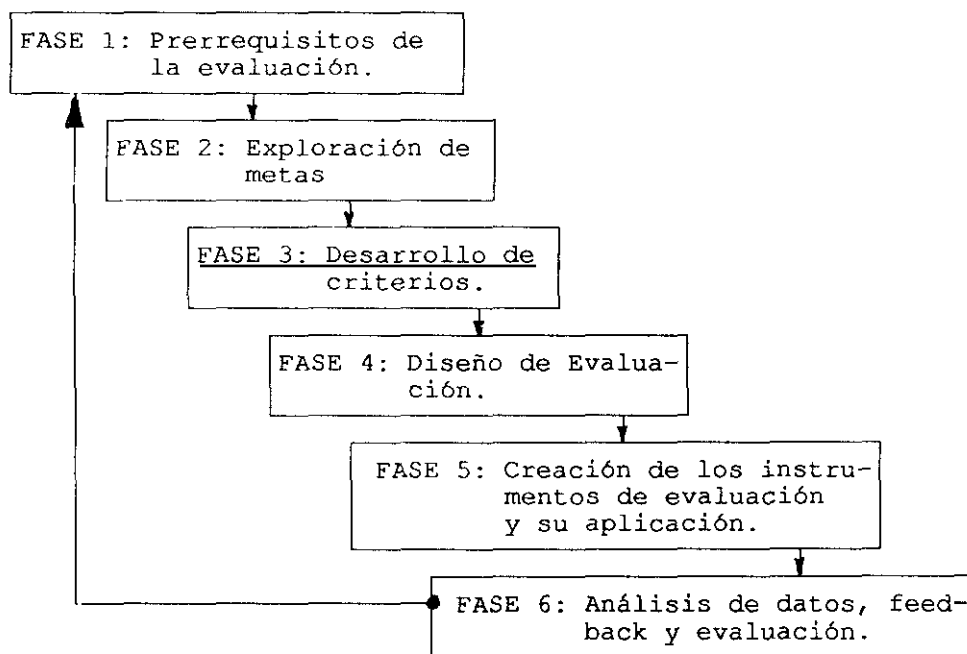 FASE 1: Prerrequisitos de
la evaluación.
FASE 2: Exploración de
metas
FASE 3: Desarrollo de
criterios.
FASE 4: Diseño de Evalua-
ción.
FASE 5: Creación de los instru-
mentos de evaluación
y su aplicación.
FASE 6: Análisis de datos, feed-
back y evaluación.